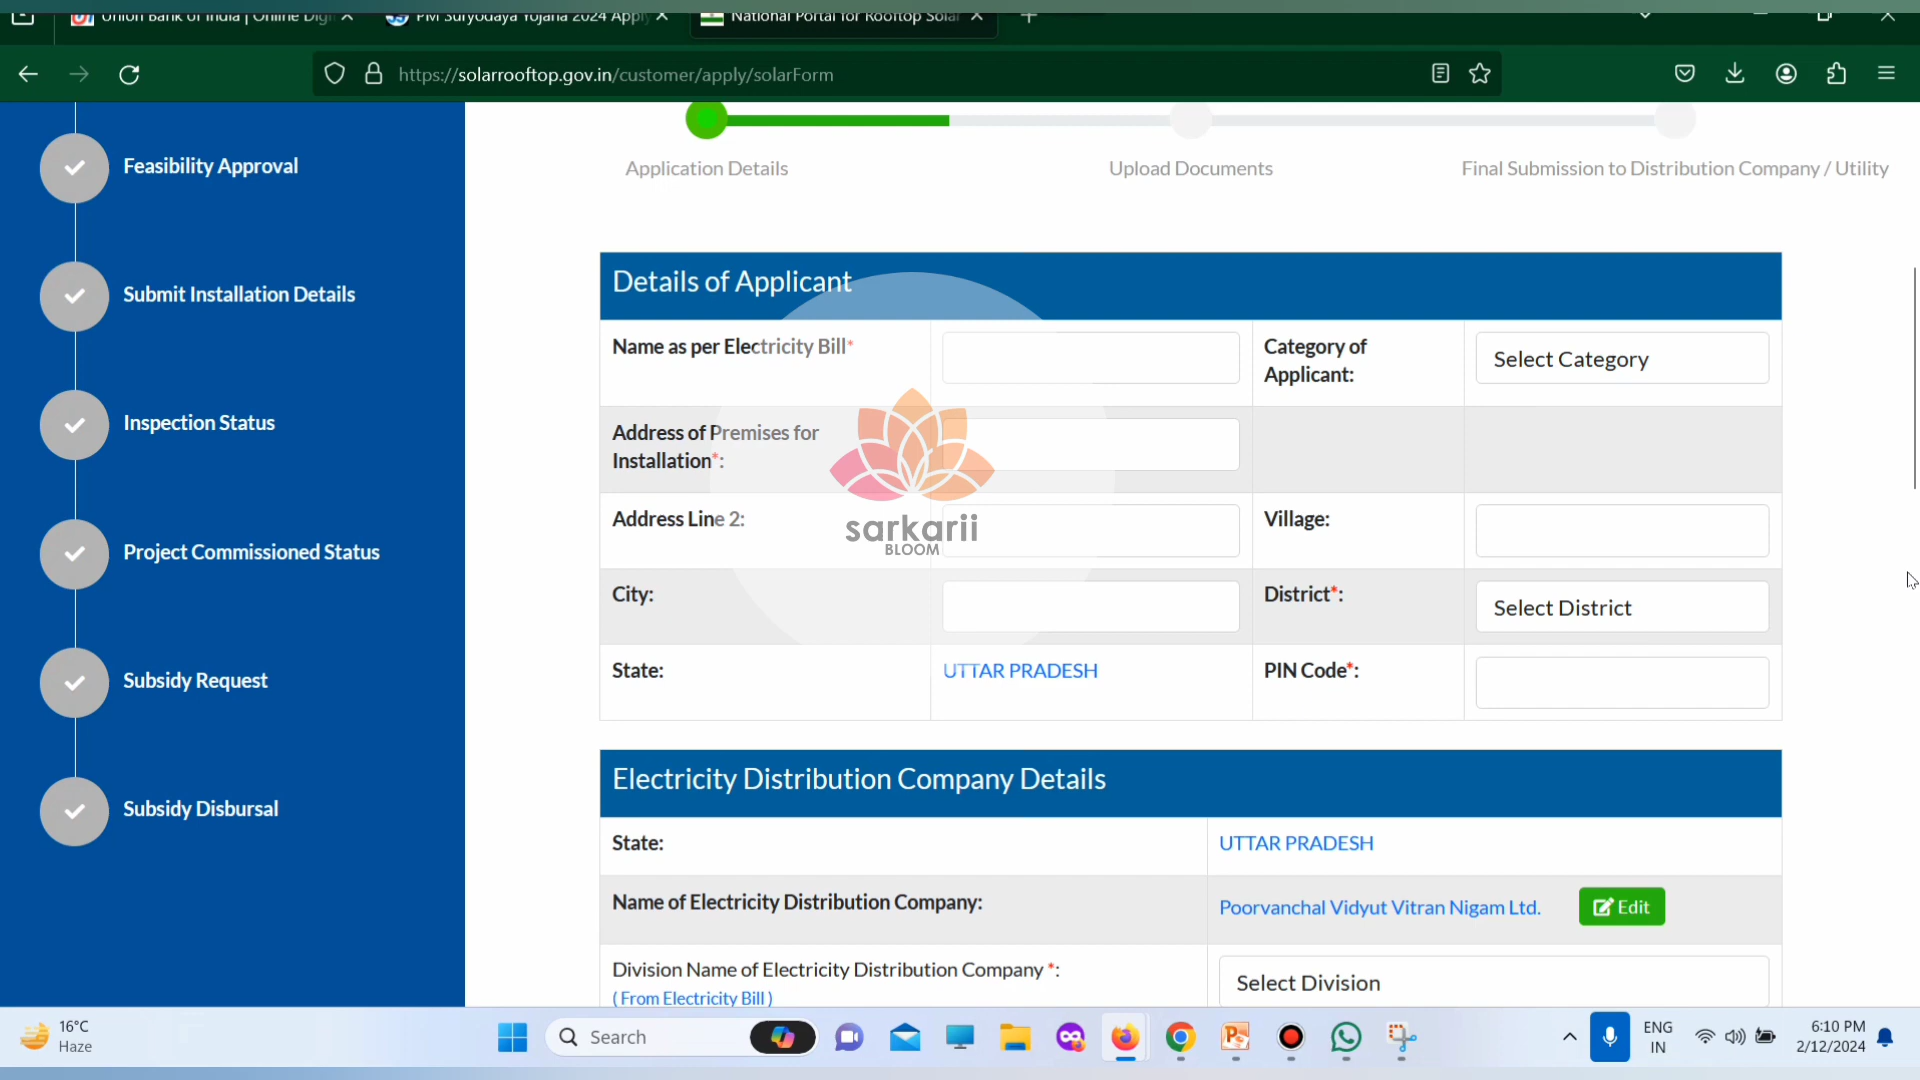 Union Bank of India | Online Digi
PM Suryodaya Yojana 2024 Apply
National Portal for Rooftop Solar
https://solarrooftop.gov.in/customer/apply/solarForm
Feasibility Approval
Submit Installation Details
Inspection Status
Project Commissioned Status
Subsidy Request
Subsidy Disbursal
Application Details
Upload Documents
Final Submission to Distribution Company / Utility
Details of Applicant
Name as per Electricity Bill*
Category of
Applicant:
Select Category
Address of Premises for
Installation*:
Address Line 2:
Village:
sarkarii
BLOOM
City:
District*:
Select District
State:
UTTAR PRADESH
PIN Code*:
Electricity Distribution Company Details
State:
UTTAR PRADESH
Name of Electricity Distribution Company:
Poorvanchal Vidyut Vitran Nigam Ltd.
Edit
Division Name of Electricity Distribution Company *:
( From Electricity Bill )
Select Division
16°C
Haze
Search
ENG
IN
6:10 PM
2/12/2024